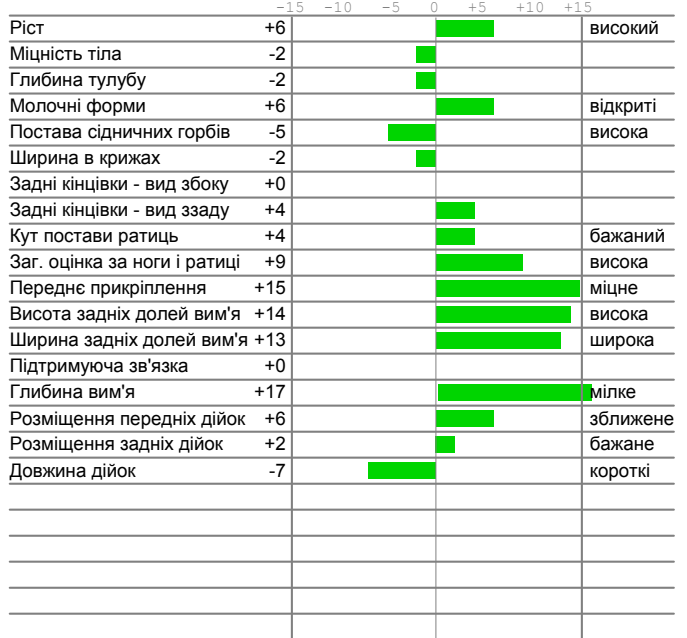 -15 -10 -5 0 +5 +10 +15
Ріст +6 високий
Міцність тіла -2
Глибина тулубу -2
Молочні форми +6 відкриті
Постава сідничних горбів -5 висока
Ширина в крижах -2
Задні кінцівки - вид збоку +0
Задні кінцівки - вид ззаду +4
Кут постави ратиць +4 бажаний
Заг. оцінка за ноги і ратиці +9 висока
Переднє прикріплення +15 міцне
Висота задніх долей вим'я +14 висока
Ширина задніх долей вим'я +13 широка
Підтримуюча зв'язка +0
Глибина вим'я +17 мілке
Розміщення передніх дійок +6 зближене
Розміщення задніх дійок +2 бажане
Довжина дійок -7 короткі